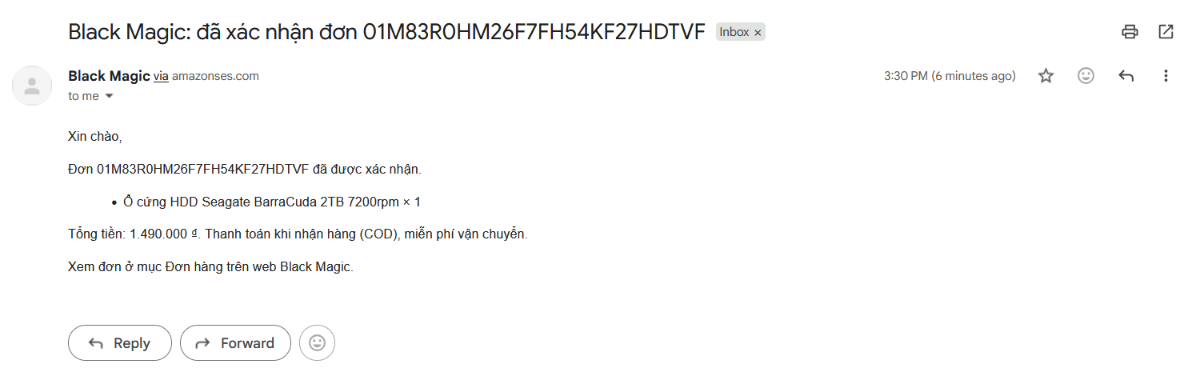 Black Magic: đã xác nhận đơn 01M83R0HM26F7FH54KF27HDTVF Inbox ×
Black Magic via amazonses.com 3:30 PM (6 minutes ago)
to me
Xin chào,
Đơn 01M83R0HM26F7FH54KF27HDTVF đã được xác nhận.
• Ổ cứng HDD Seagate BarraCuda 2TB 7200rpm × 1
Tổng tiền: 1.490.000 ₫. Thanh toán khi nhận hàng (COD), miễn phí vận chuyển.
Xem đơn ở mục Đơn hàng trên web Black Magic.
Reply Forward